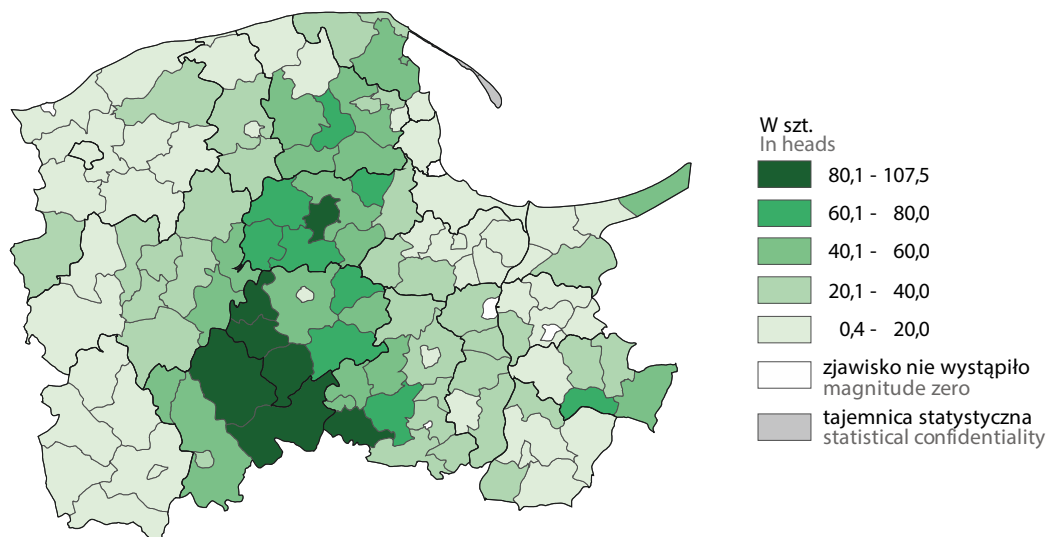 W szt.
In heads
80,1 - 107,5
60,1 - 80,0
40,1 - 60,0
20,1 - 40,0
0,4 - 20,0
zjawisko nie wystąpiło
magnitude zero
tajemnica statystyczna
statistical confidentiality